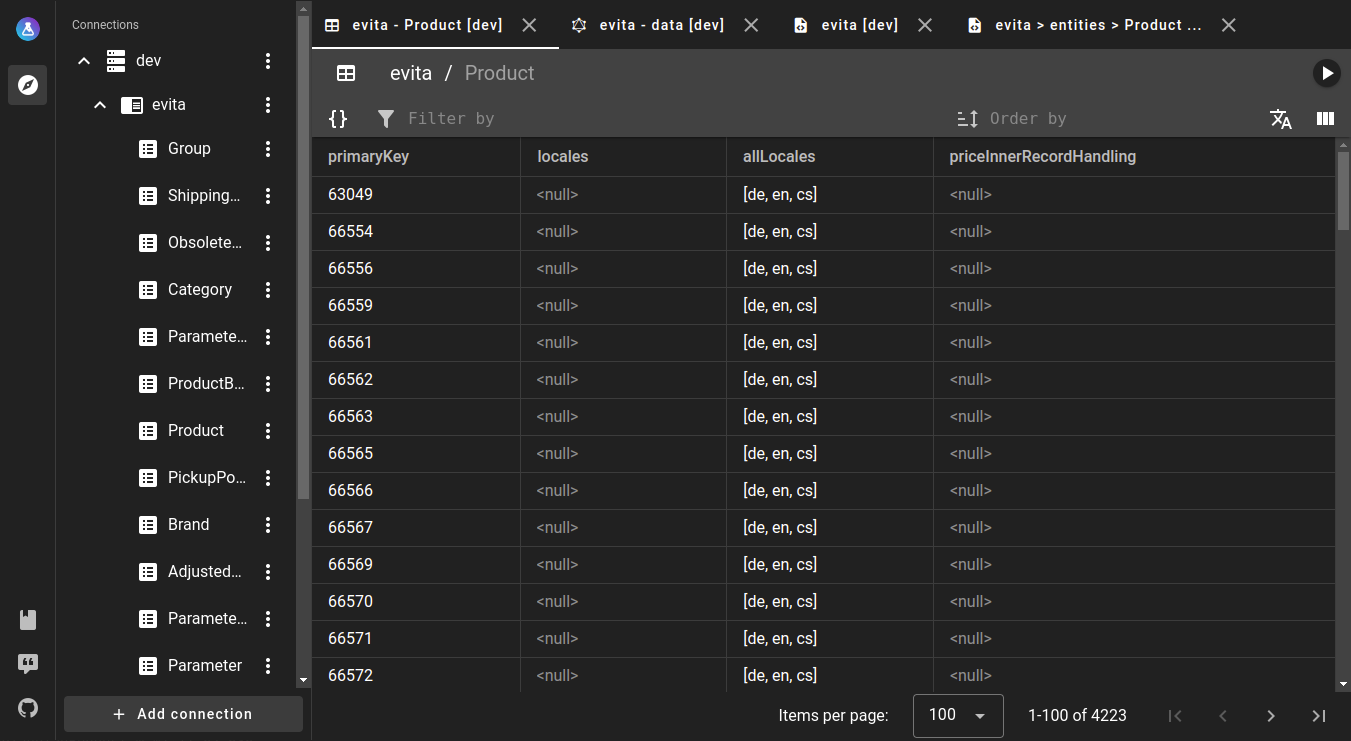 Connections
dev
evita
Group
Shipping...
Obsolete...
Category
Paramete...
ProductB...
Product
PickupPo...
Brand
Adjusted...
Paramete...
Parameter
+ Add connection
evita - Product [dev]
evita - data [dev]
evita [dev]
evita > entities > Product ...
evita / Product
{} Filter by
Order by
primaryKey locales allLocales priceInnerRecordHandling
63049 <null> [de, en, cs] <null>
66554 <null> [de, en, cs] <null>
66556 <null> [de, en, cs] <null>
66559 <null> [de, en, cs] <null>
66561 <null> [de, en, cs] <null>
66562 <null> [de, en, cs] <null>
66563 <null> [de, en, cs] <null>
66565 <null> [de, en, cs] <null>
66566 <null> [de, en, cs] <null>
66567 <null> [de, en, cs] <null>
66569 <null> [de, en, cs] <null>
66570 <null> [de, en, cs] <null>
66571 <null> [de, en, cs] <null>
66572 <null> [de, en, cs] <null>
Items per page: 100 1-100 of 4223